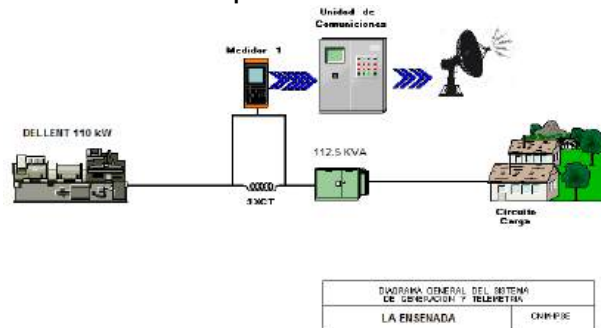 Unidad de
Comuniciones
Medidor 1
DELLENT 110 kW
112.5 KVA
3XCT
Circuito
Carga
DIAGRAMA GENERAL DEL SISTEMA
DE GENERACION Y TELEMETRIA
LA ENSENADA